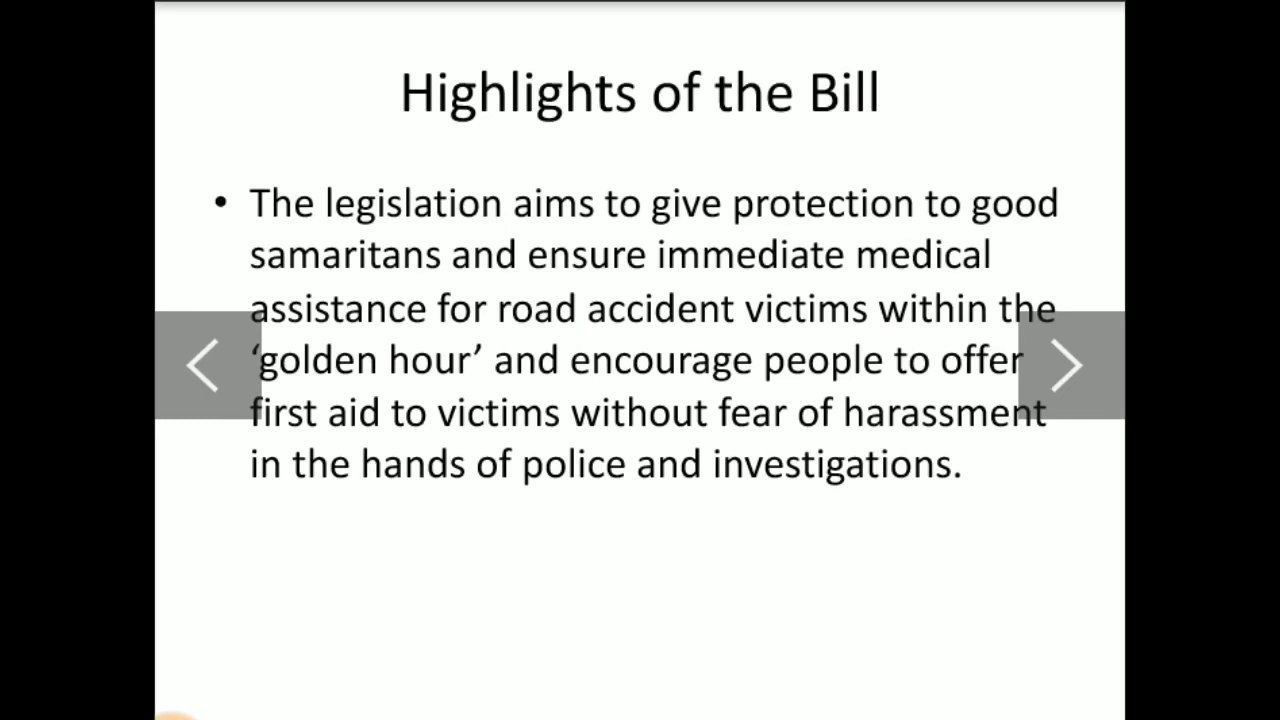 Highlights of the Bill
• The legislation aims to give protection to good
samaritans and ensure immediate medical
assistance for road accident victims within the
‘golden hour’ and encourage people to offer
first aid to victims without fear of harassment
in the hands of police and investigations.